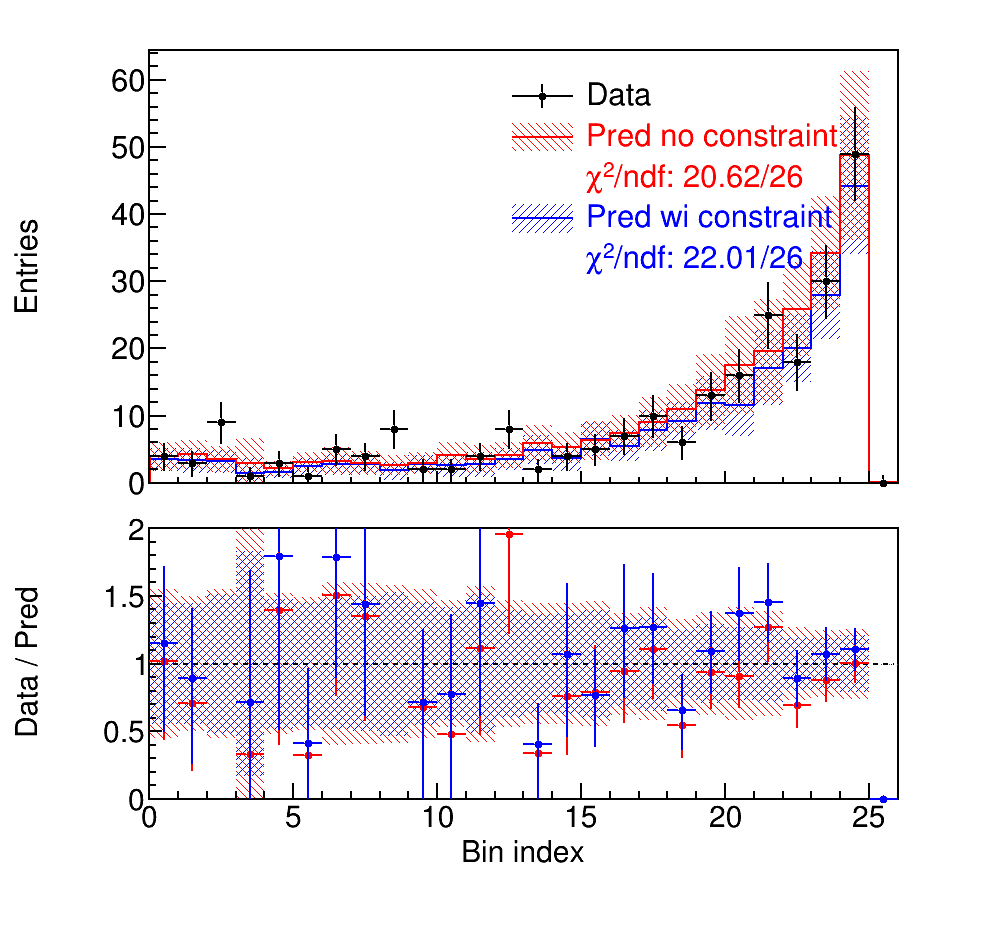 Entries
60
50
40
30
20
10
0
Data
Pred no constraint
χ²/ndf: 20.62/26
Pred wi constraint
χ²/ndf: 22.01/26
Data / Pred
2
1.5
1
0.5
0
0 5 10 15 20 25
Bin index